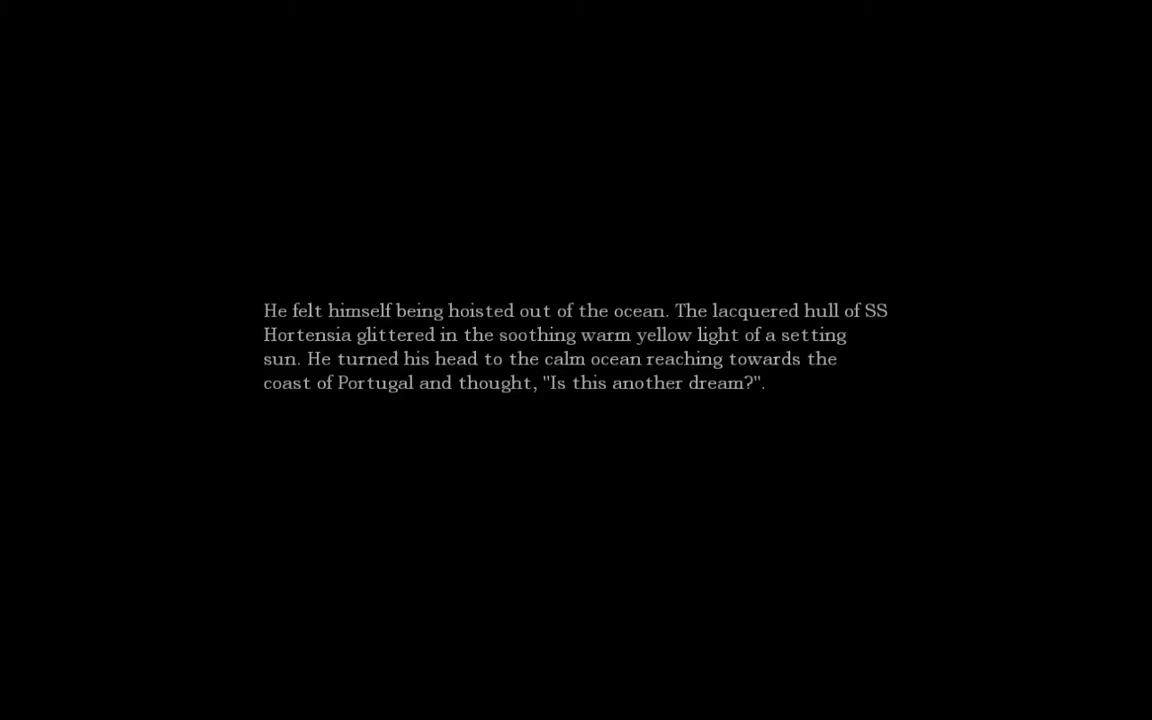 He felt himself being hoisted out of the ocean. The lacquered hull of SS
Hortensia glittered in the soothing warm yellow light of a setting
sun. He turned his head to the calm ocean reaching towards the
coast of Portugal and thought, "Is this another dream?".